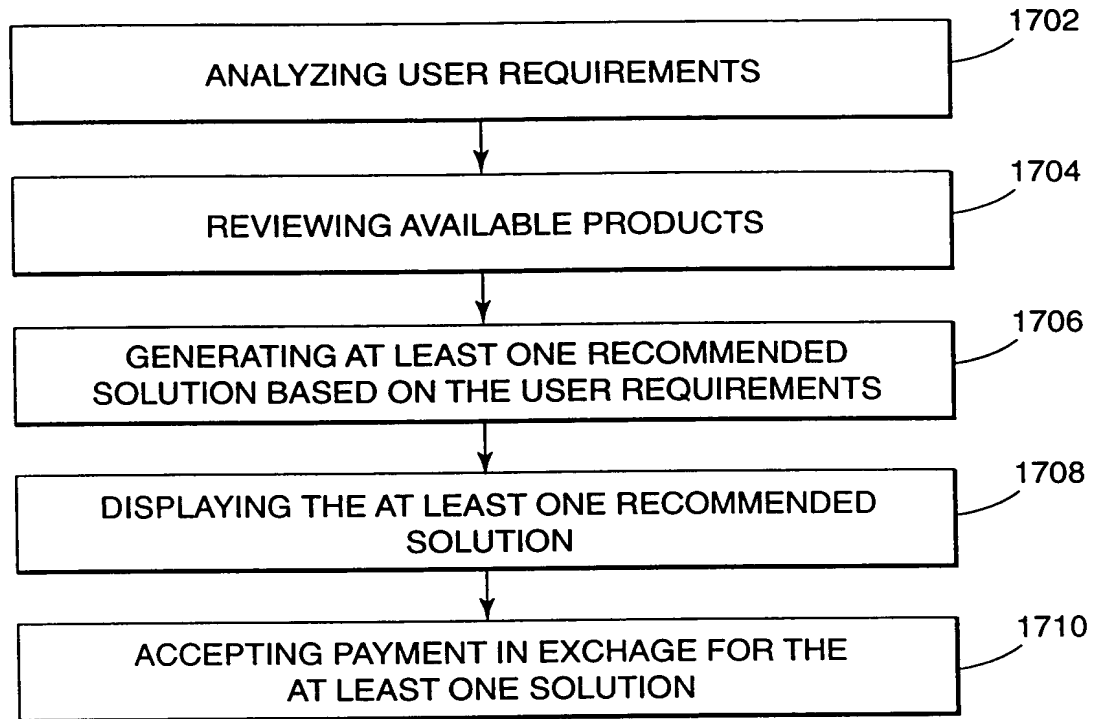 1702
ANALYZING USER REQUIREMENTS
1704
REVIEWING AVAILABLE PRODUCTS
1706
GENERATING AT LEAST ONE RECOMMENDED
SOLUTION BASED ON THE USER REQUIREMENTS
1708
DISPLAYING THE AT LEAST ONE RECOMMENDED
SOLUTION
1710
ACCEPTING PAYMENT IN EXCHAGE FOR THE
AT LEAST ONE SOLUTION